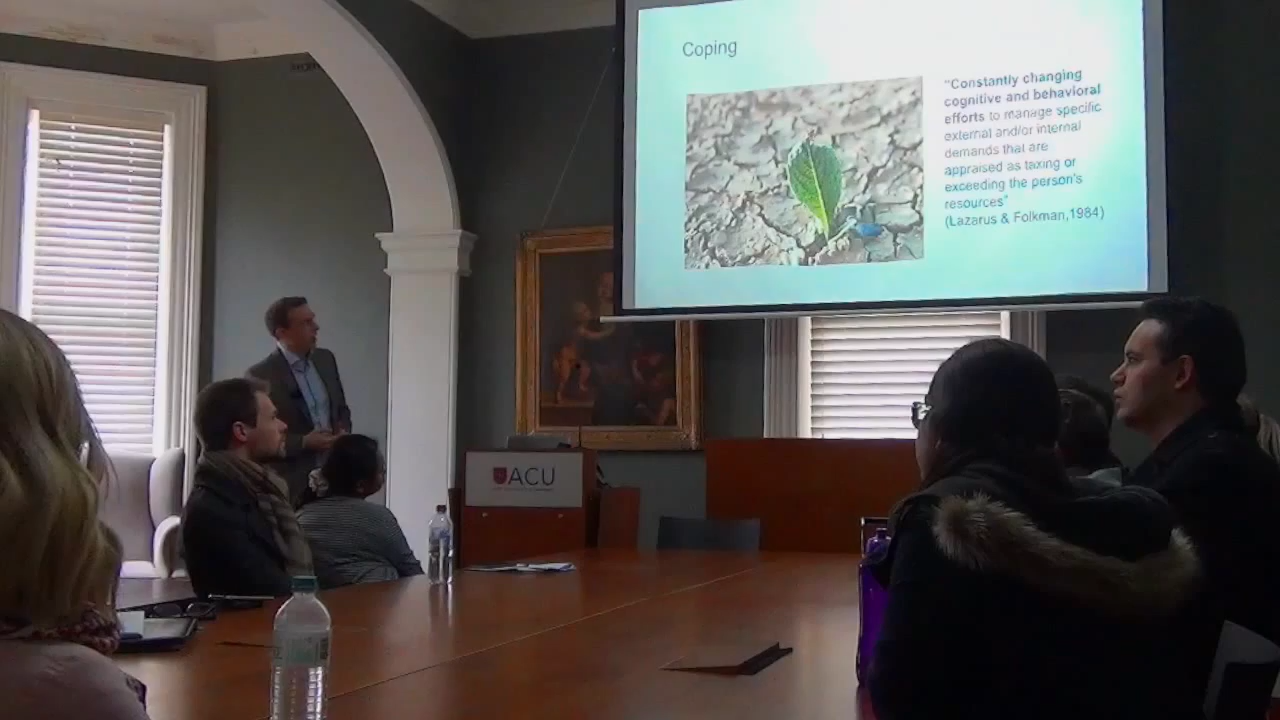 Coping
“Constantly changing
cognitive and behavioral
efforts to manage specific
external and/or internal
demands that are
appraised as taxing or
exceeding the person's
resources”
(Lazarus & Folkman,1984)
ACU